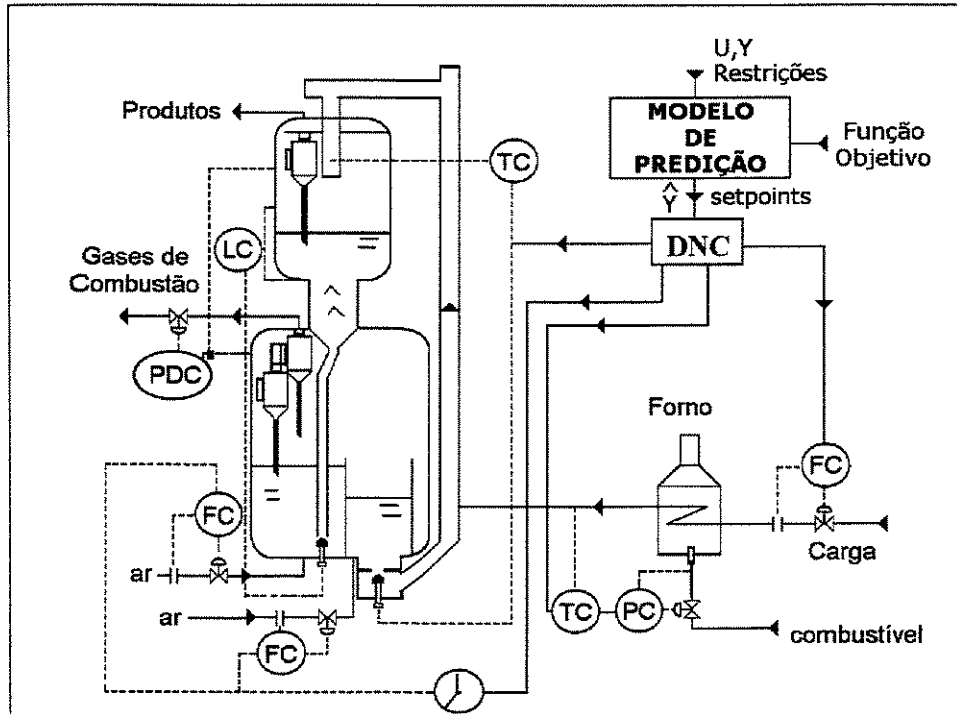 U,Y
Restrições
Produtos
MODELO
DE
PREDIÇÃO
Função
Objetivo
TC
^
Y
setpoints
DNC
LC
Gases de
Combustão
PDC
Forno
FC
FC
Carga
ar
ar
TC
PC
combustível
FC